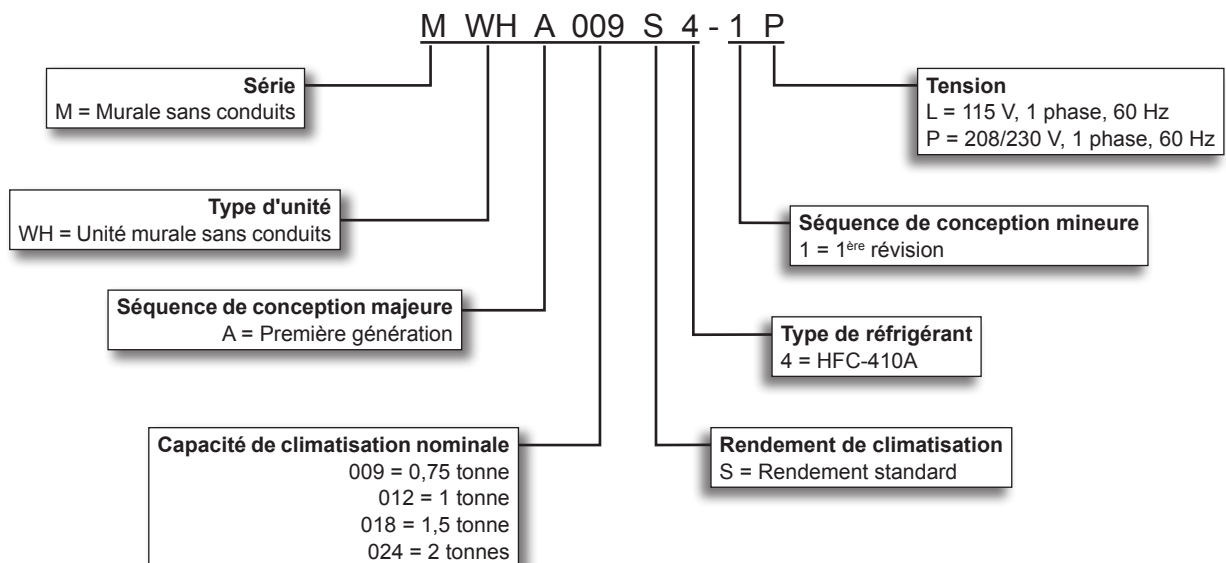 M WH A 009 S 4 - 1 P
Série
M = Murale sans conduits
Tension
L = 115 V, 1 phase, 60 Hz
P = 208/230 V, 1 phase, 60 Hz
Type d'unité
WH = Unité murale sans conduits
Séquence de conception mineure
1 = 1ère révision
Séquence de conception majeure
A = Première génération
Type de réfrigérant
4 = HFC-410A
Capacité de climatisation nominale
009 = 0,75 tonne
012 = 1 tonne
018 = 1,5 tonne
024 = 2 tonnes
Rendement de climatisation
S = Rendement standard